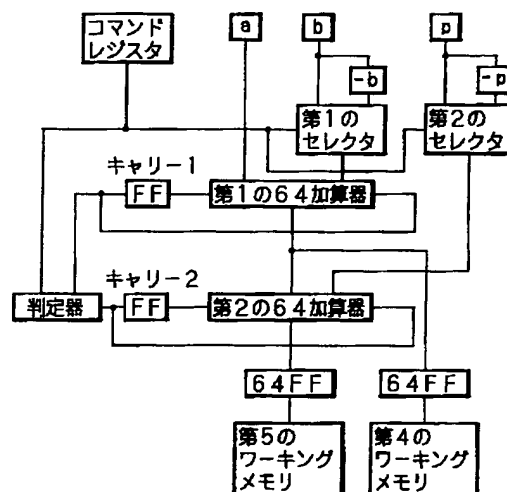 コマンド
レジスタ
a
b
p
-b
-p
第1の
セレクタ
第2の
セレクタ
キャリー1
FF
第1の64加算器
キャリー2
判定器
FF
第2の64加算器
64FF
64FF
第5の
ワーキング
メモリ
第4の
ワーキング
メモリ